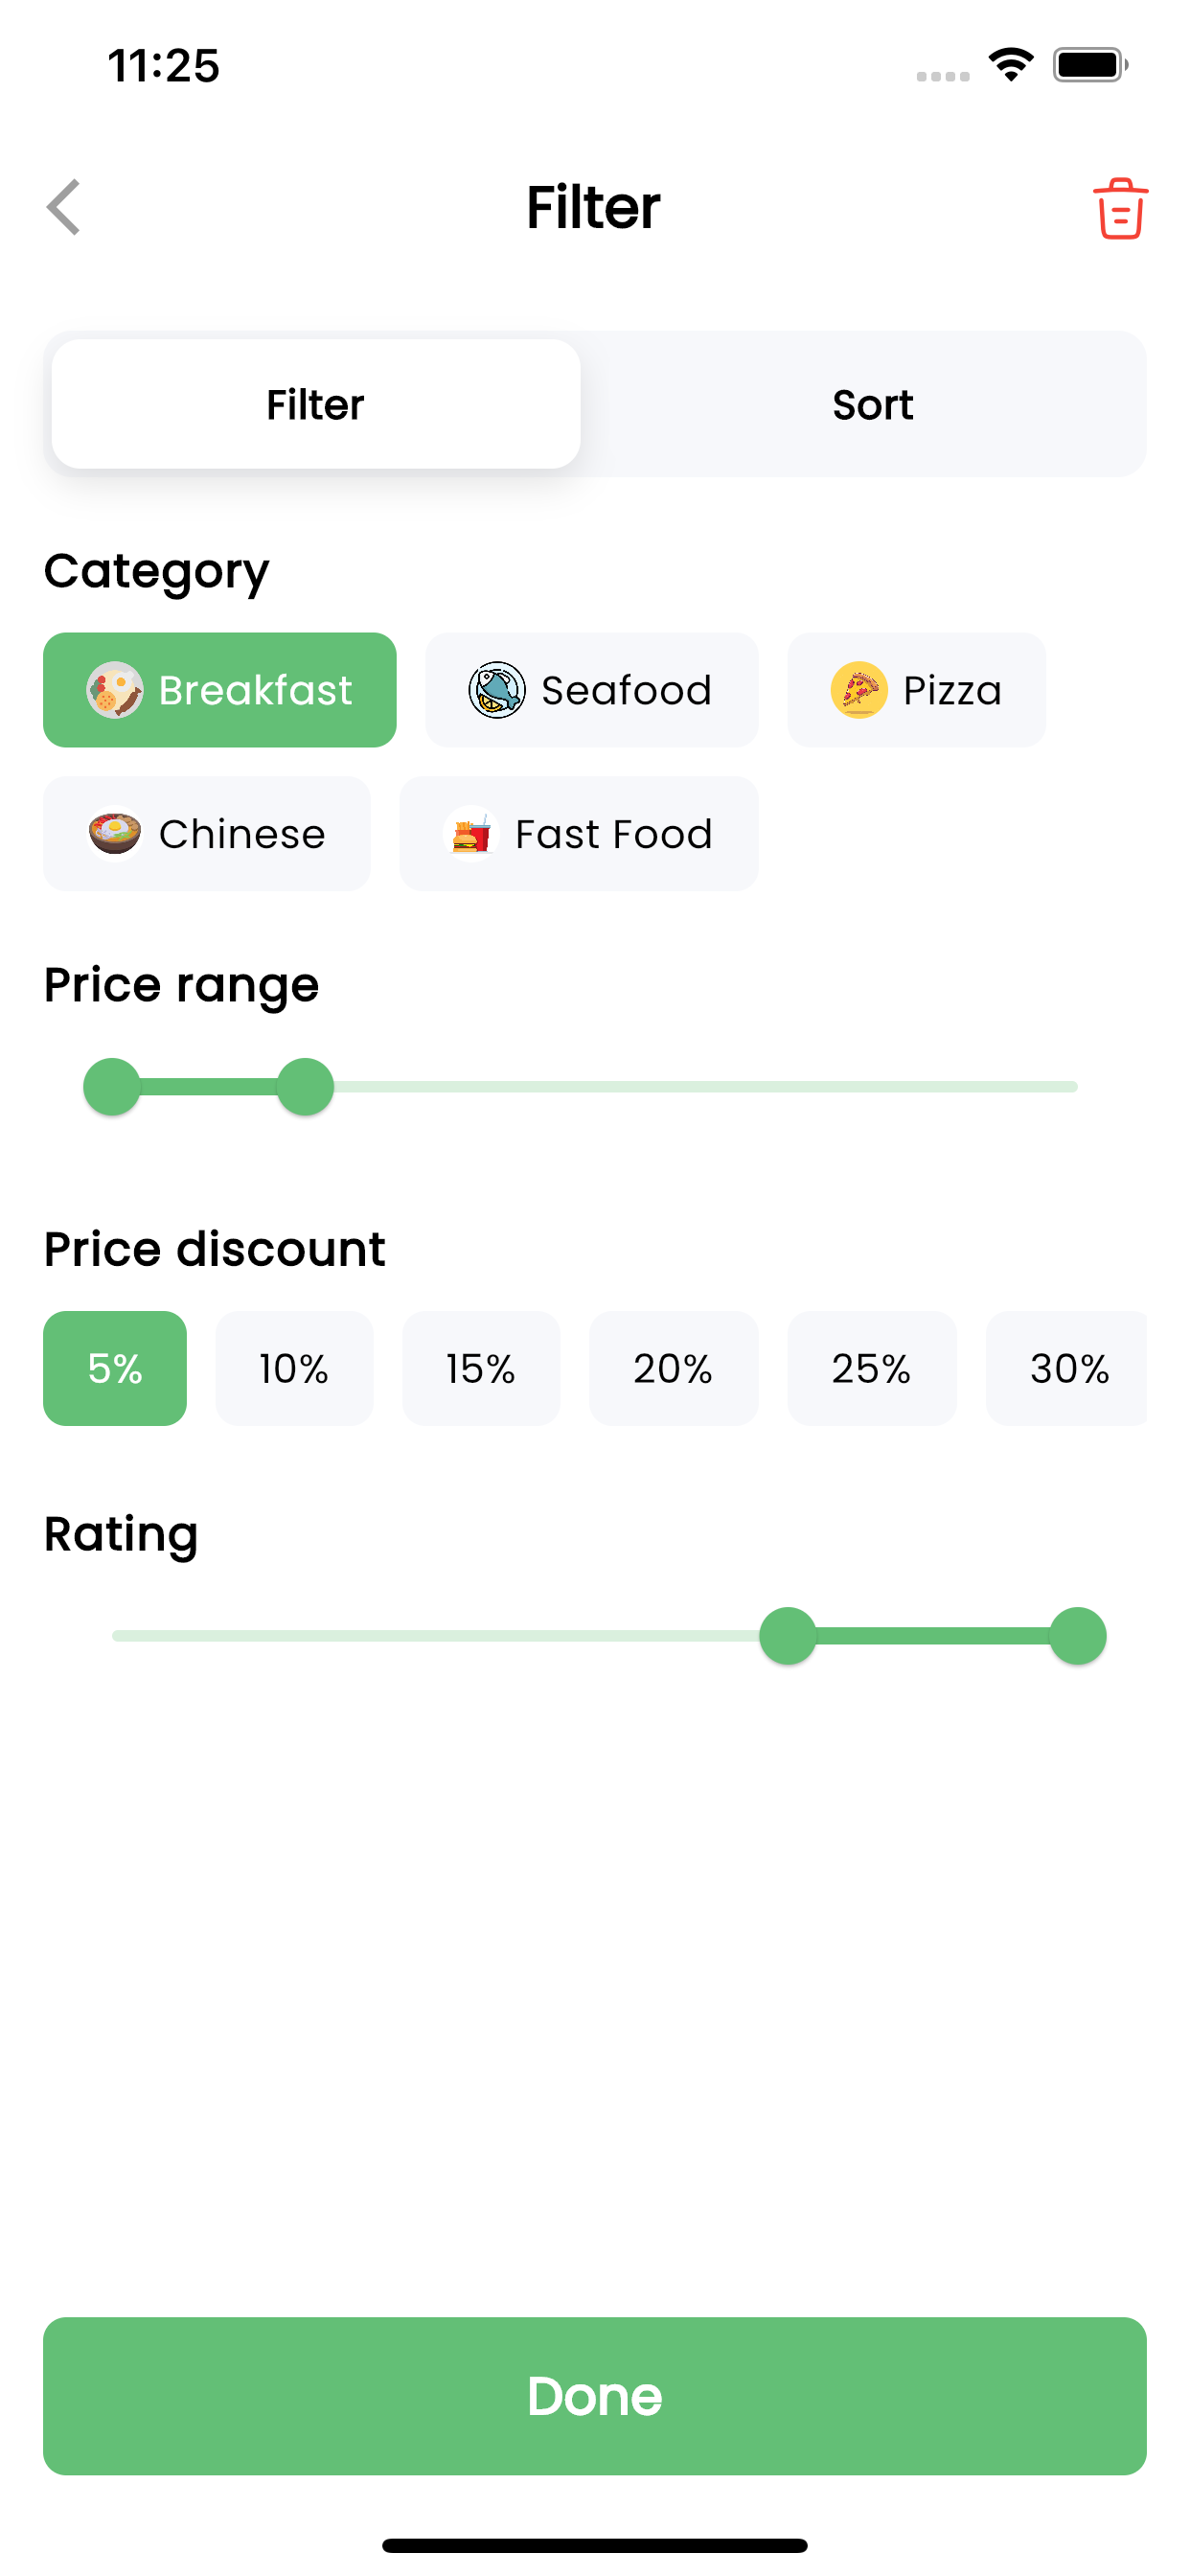 11:25
Filter
Filter Sort
Category
Breakfast Seafood Pizza
Chinese Fast Food
Price range
Price discount
5% 10% 15% 20% 25% 30%
Rating
Done